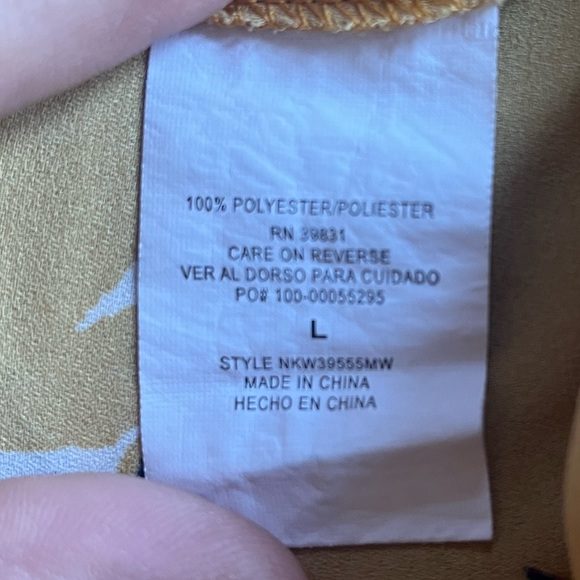 100% POLYESTER/POLIESTER
RN 39831
CARE ON REVERSE
VER AL DORSO PARA CUIDADO
PO# 100-00055295
L
STYLE NKW39555MW
MADE IN CHINA
HECHO EN CHINA